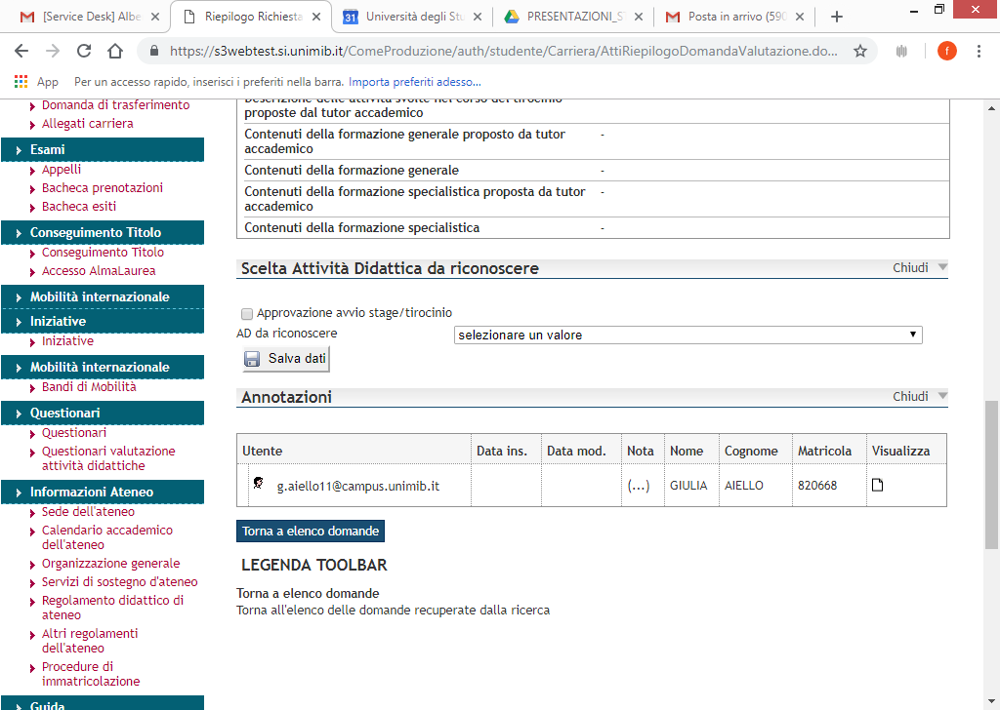 [Service Desk] Albe
Riepilogo Richiesta
31
Università degli Stu
PRESENTAZIONI_S
Posta in arrivo (590
https://s3webtest.si.unimib.it/ComeProduzione/auth/studente/Carriera/AttiRiepilogoDomandaValutazione.do...
f
App
Per un accesso rapido, inserisci i preferiti nella barra. Importa preferiti adesso...
Domanda di trasferimento
Allegati carriera
Esami
Appelli
Bacheca prenotazioni
Bacheca esiti
Conseguimento Titolo
Conseguimento Titolo
Accesso AlmaLaurea
Mobilità internazionale
Iniziative
Iniziative
Mobilità internazionale
Bandi di Mobilità
Questionari
Questionari
Questionari valutazione
attività didattiche
Informazioni Ateneo
Sede dell'ateneo
Calendario accademico
dell'ateneo
Organizzazione generale
Servizi di sostegno d'ateneo
Regolamento didattico di
ateneo
Altri regolamenti
dell'ateneo
Procedure di
immatricolazione
Guida
Descrizione delle attività svolte nel corso del tirocinio
proposte dal tutor accademico
Contenuti della formazione generale proposto da tutor -
accademico
Contenuti della formazione generale -
Contenuti della formazione specialistica proposta da tutor -
accademico
Contenuti della formazione specialistica -
Scelta Attività Didattica da riconoscere Chiudi
Approvazione avvio stage/tirocinio
AD da riconoscere selezionare un valore
Salva dati
Annotazioni Chiudi
Utente Data ins. Data mod. Nota Nome Cognome Matricola Visualizza
g.aiello11@campus.unimib.it (...) GIULIA AIELLO 820668
Torna a elenco domande
LEGENDA TOOLBAR
Torna a elenco domande
Torna all'elenco delle domande recuperate dalla ricerca